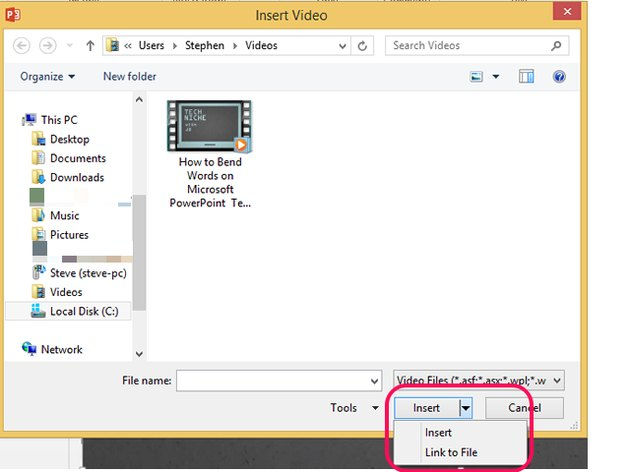 Insert Video
Users Stephen Videos
Search Videos
Organize New folder
This PC
Desktop
Documents
Downloads
Music
Pictures
Steve (steve-pc)
Videos
Local Disk (C:)
Network
TECH
NICHE
WITH
JD
How to Bend
Words on
Microsoft
PowerPoint Te...
File name:
Video Files (*.asf;*.asx;*.wpl;*.w
Tools Insert Cancel
Insert
Link to File